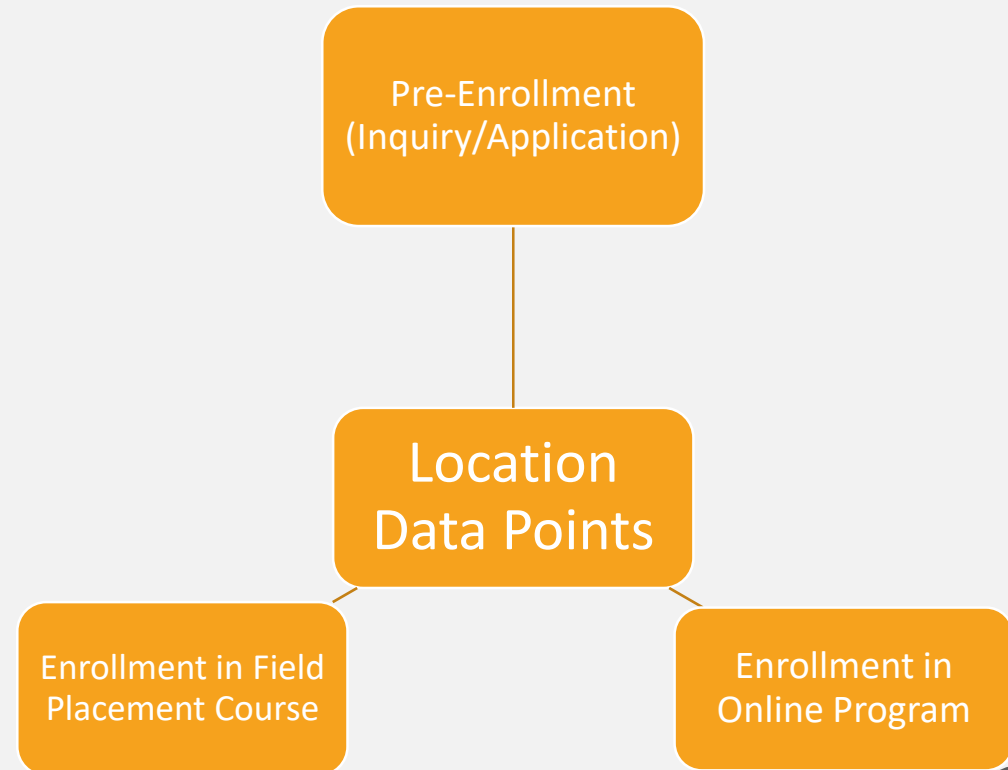 Pre-Enrollment
(Inquiry/Application)
Location
Data Points
Enrollment in Field
Placement Course
Enrollment in
Online Program